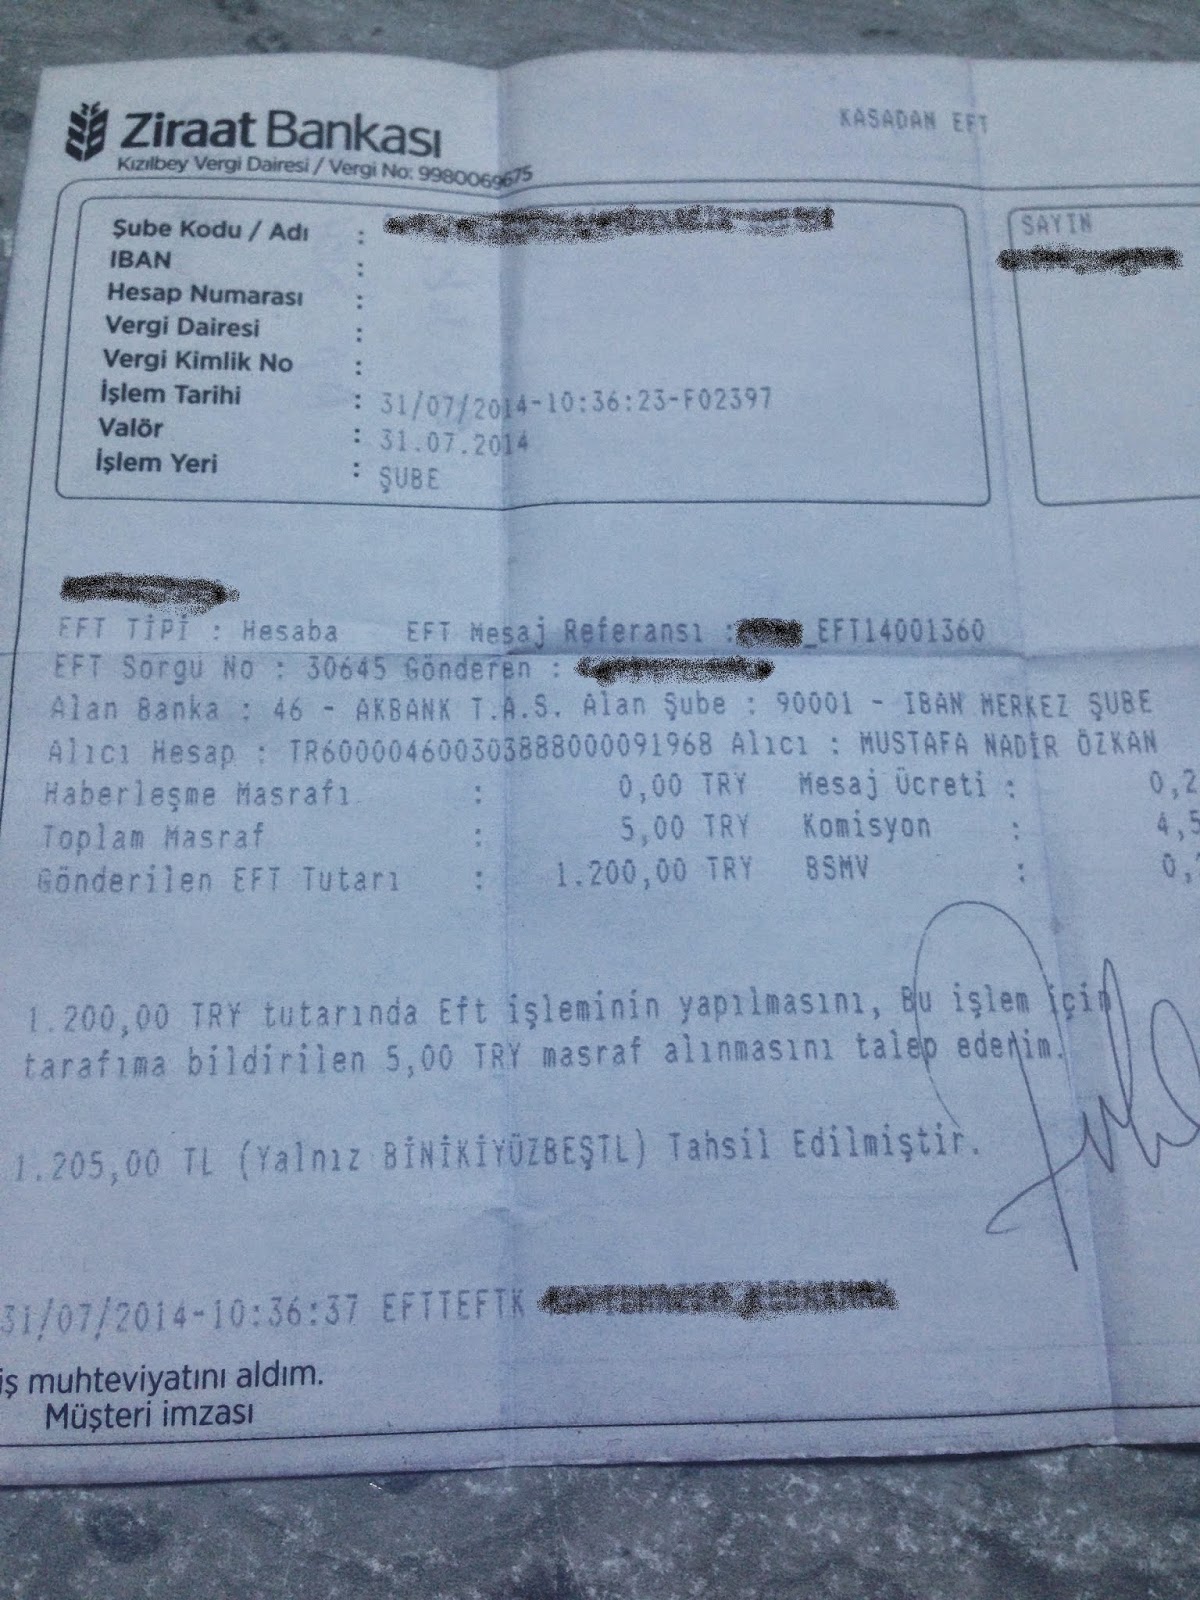 Ziraat Bankası
Kızılbey Vergi Dairesi / Vergi No: 9980069675
KASADAN EFT
Şube Kodu / Adı :
IBAN :
Hesap Numarası :
Vergi Dairesi :
Vergi Kimlik No :
İşlem Tarihi : 31/07/2014-10:36:23-F02397
Valör : 31.07.2014
İşlem Yeri : ŞUBE
SAYIN
EFT TİPİ : Hesaba EFT Mesaj Referansı : _EFT14001360
EFT Sorgu No : 30645 Gönderen :
Alan Banka : 46 - AKBANK T.A.S. Alan Şube : 90001 - IBAN MERKEZ ŞUBE
Alıcı Hesap : TR600004600303888000091968 Alıcı : MUSTAFA NADİR ÖZKAN
Haberleşme Masrafı : 0,00 TRY Mesaj Ücreti : 0,2
Toplam Masraf : 5,00 TRY Komisyon : 4,5
Gönderilen EFT Tutarı : 1.200,00 TRY BSMV : 0,
1.200,00 TRY tutarında Eft işleminin yapılmasını, Bu işlem için
tarafıma bildirilen 5,00 TRY masraf alınmasını talep ederim.
1.205,00 TL (Yalnız BİNİKİYÜZBEŞTL) Tahsil Edilmiştir.
31/07/2014-10:36:37 EFTTEFTK
iş muhteviyatını aldım.
Müşteri imzası